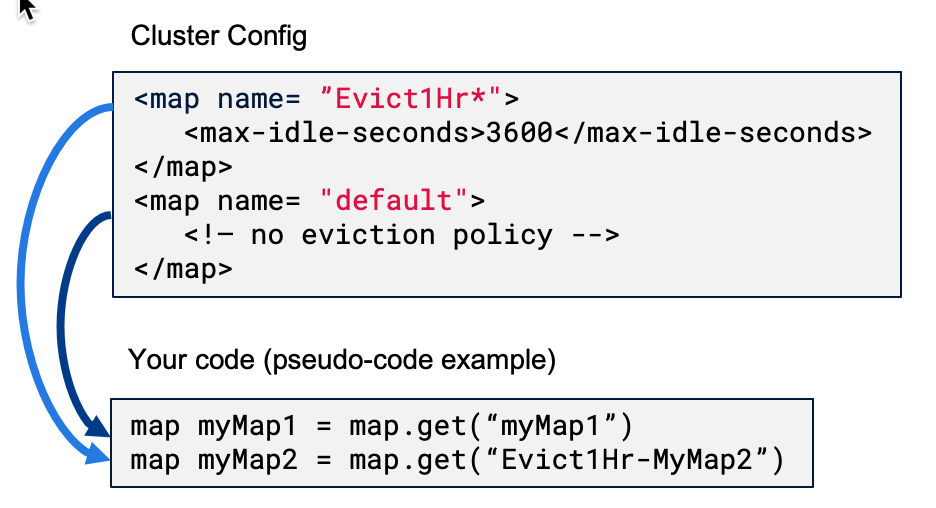 Cluster Config
<map name= ”Evict1Hr*">
<max-idle-seconds>3600</max-idle-seconds>
</map>
<map name= "default">
<!– no eviction policy -->
</map>
Your code (pseudo-code example)
map myMap1 = map.get(“myMap1”)
map myMap2 = map.get(“Evict1Hr-MyMap2”)